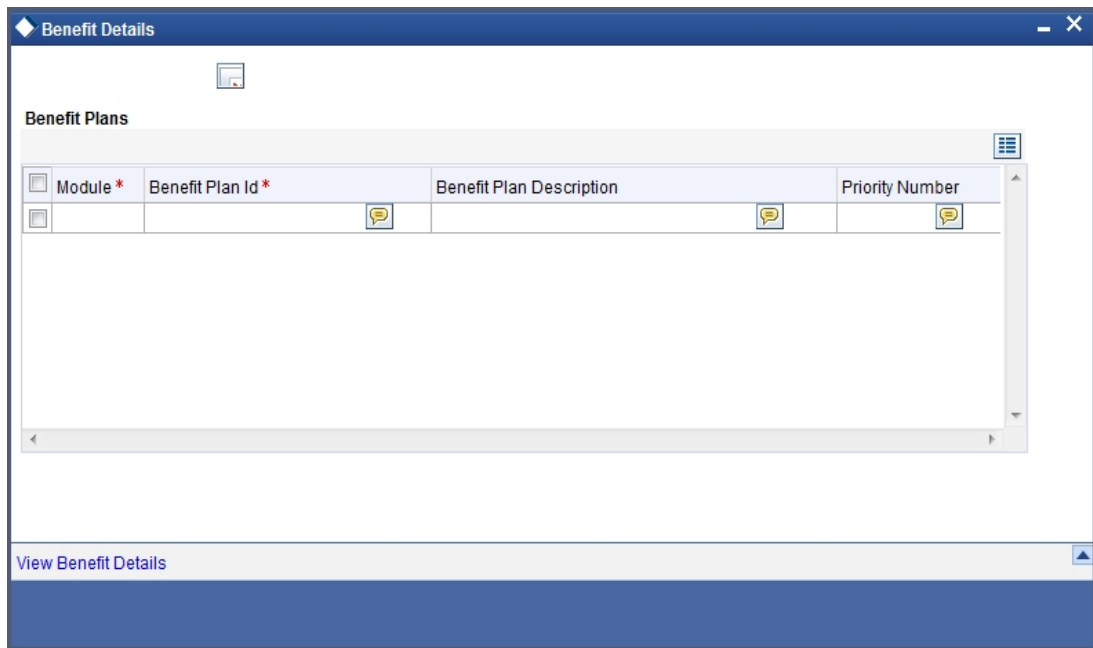 Benefit Details
Benefit Plans
Module * Benefit Plan Id * Benefit Plan Description Priority Number
View Benefit Details